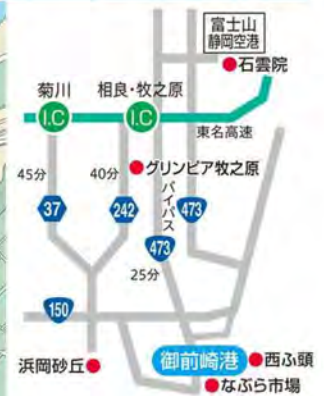 富士山
静岡空港
石雲院
菊川
相良・牧之原
I.C
I.C
東名高速
45分
40分
グリンピア牧之原
37
242
バイパス
473
473
25分
150
浜岡砂丘
御前崎港
西ふ頭
なぶら市場